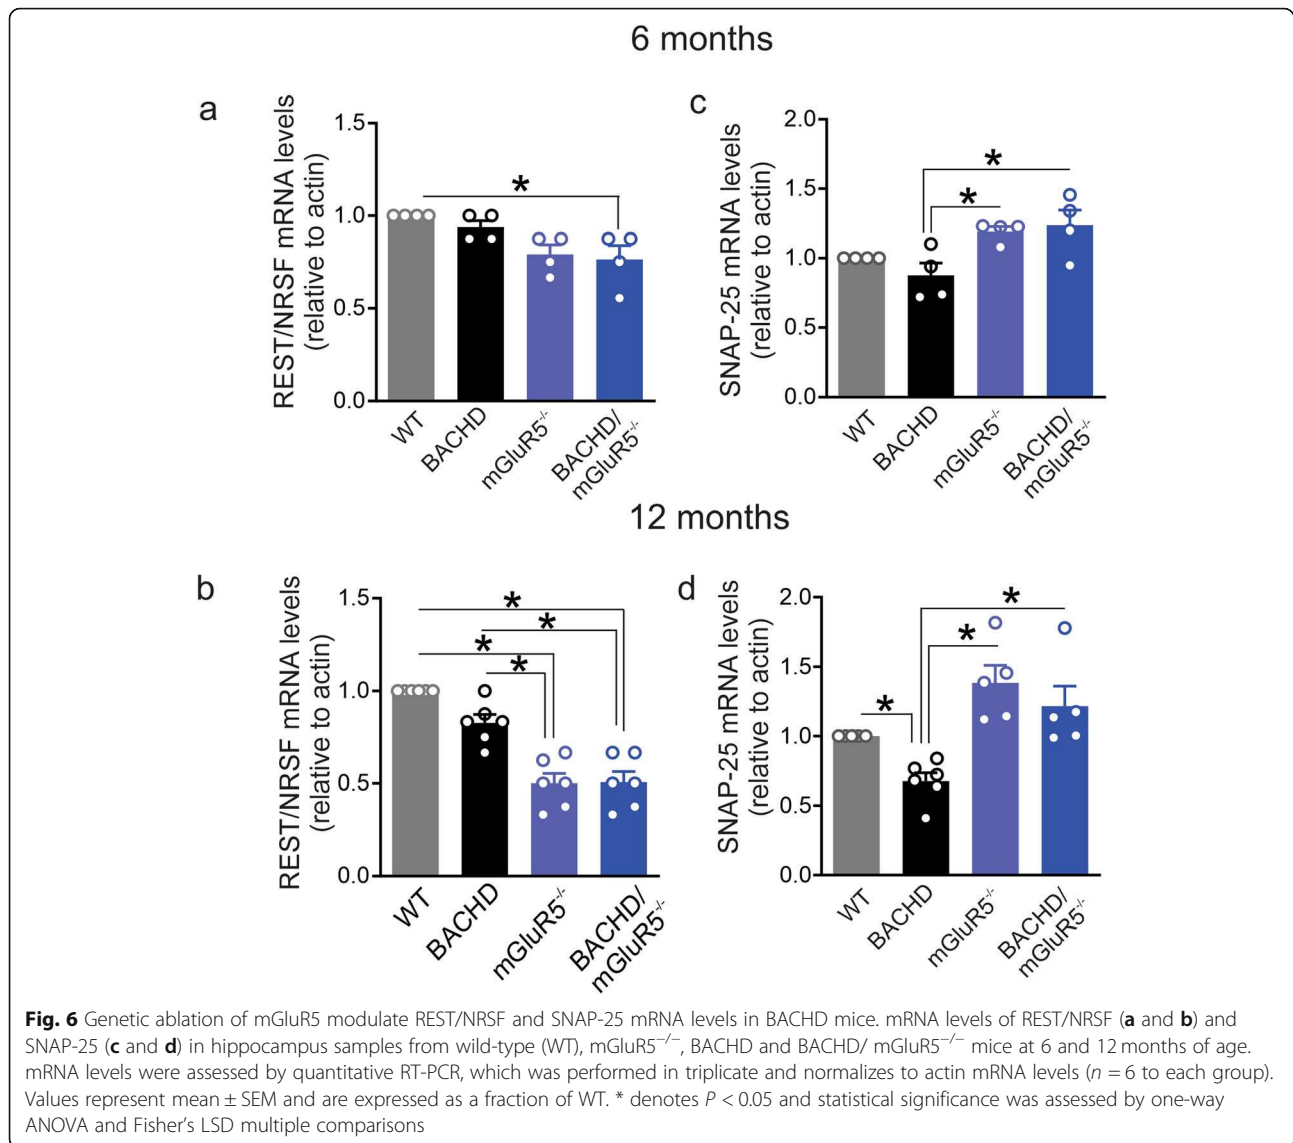 6 months
a
REST/NRSF mRNA levels
(relative to actin)
1.5
1.0
0.5
0.0
*
WT
BACHD
mGluR5-/-
BACHD/
mGluR5-/-
c
SNAP-25 mRNA levels
(relative to actin)
2.0
1.5
1.0
0.5
0.0
*
*
WT
BACHD
mGluR5-/-
BACHD/
mGluR5-/-
12 months
b
REST/NRSF mRNA levels
(relative to actin)
1.5
1.0
0.5
0.0
*
*
*
*
WT
BACHD
mGluR5-/-
BACHD/
mGluR5-/-
d
SNAP-25 mRNA levels
(relative to actin)
2.0
1.5
1.0
0.5
0.0
*
*
*
WT
BACHD
mGluR5-/-
BACHD/
mGluR5-/-
Fig. 6 Genetic ablation of mGluR5 modulate REST/NRSF and SNAP-25 mRNA levels in BACHD mice. mRNA levels of REST/NRSF (a and b) and
SNAP-25 (c and d) in hippocampus samples from wild-type (WT), mGluR5−/−, BACHD and BACHD/ mGluR5−/− mice at 6 and 12 months of age.
mRNA levels were assessed by quantitative RT-PCR, which was performed in triplicate and normalizes to actin mRNA levels (n = 6 to each group).
Values represent mean ± SEM and are expressed as a fraction of WT. * denotes P < 0.05 and statistical significance was assessed by one-way
ANOVA and Fisher's LSD multiple comparisons